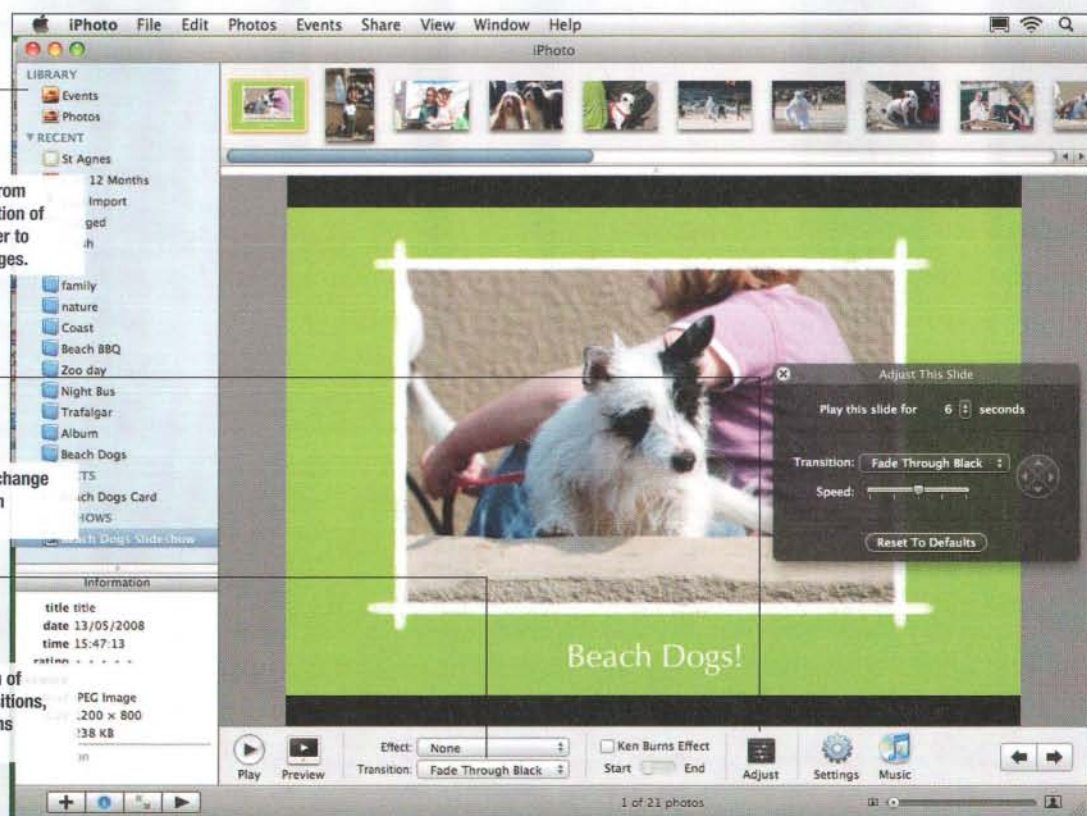 iPhoto File Edit Photos Events Share View Window Help
iPhoto
LIBRARY
Events
Photos
RECENT
St Agnes
12 Months
Import
rom
tion of
er to
ges.
ged
h
family
nature
Coast
Beach BBQ
Zoo day
Night Bus
Trafalgar
Album
Beach Dogs
change
n
CTS
ach Dogs Card
HOWS
Beach Dogs Slideshow
Information
title title
date 13/05/2008
time 15:47:13
rating
of
itions,
ns
PEG Image
200 × 800
238 KB
on
Beach Dogs!
Adjust This Slide
Play this slide for 6 seconds
Transition: Fade Through Black
Speed:
Reset To Defaults
Play
Preview
Effect: None
Transition: Fade Through Black
Ken Burns Effect
Start End
Adjust
Settings
Music
1 of 21 photos